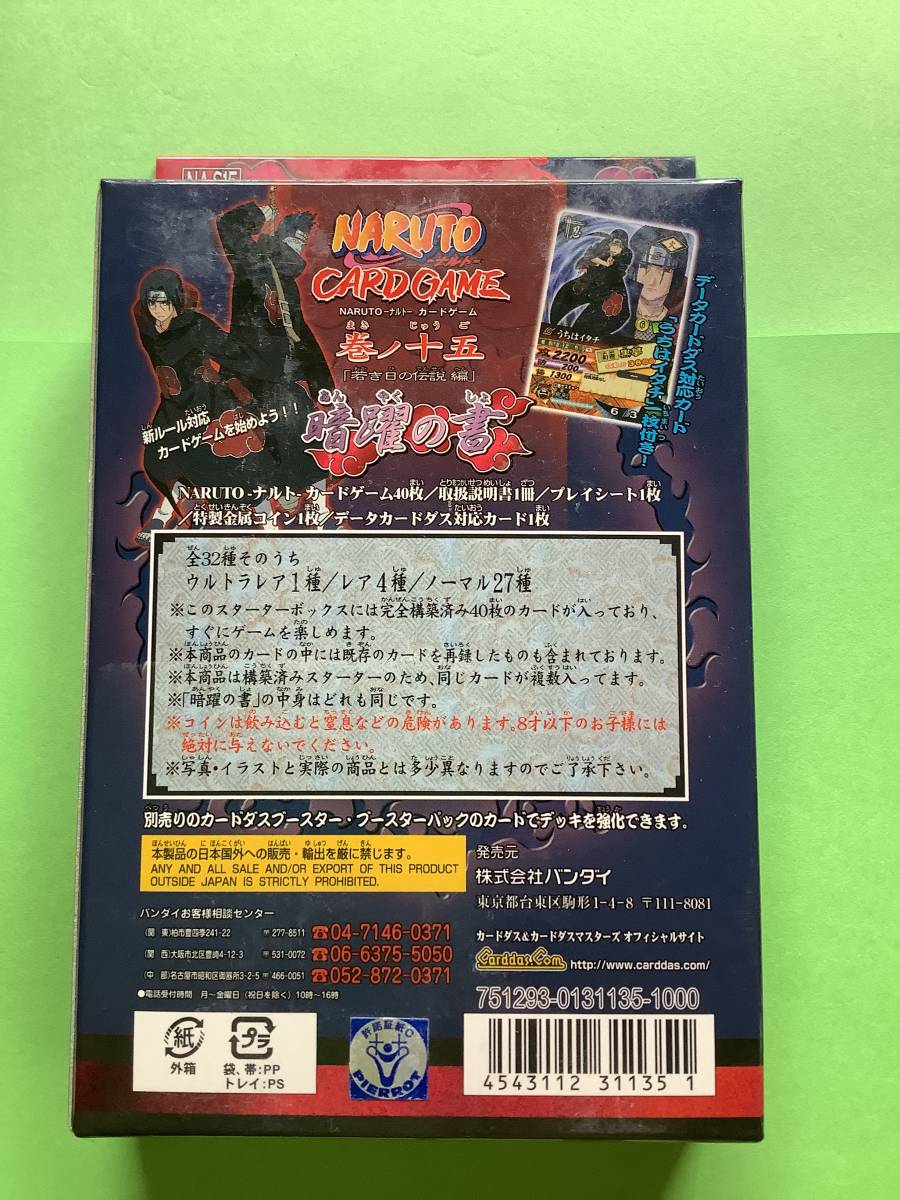 NA-S15
NARUTO
-ナルト-
CARD GAME
NARUTO-ナルト- カードゲーム
巻ノ十五
「若き日の伝説 編」
暗躍の書
新ルール対応
カードゲームを始めよう!!
データカードダス対応カード
「うちはイタチ」1枚付き!
うちはイタチ
2200
200
1300
NARUTO-ナルト-カードゲーム40枚/取扱説明書1冊/プレイシート1枚
/特製金属コイン1枚/データカードダス対応カード1枚
全32種そのうち
ウルトラレア1種/レア4種/ノーマル27種
※このスターターボックスには完全構築済み40枚のカードが入っており、
すぐにゲームを楽しめます。
※本商品のカードの中には既存のカードを再録したものも含まれております。
※本商品は構築済みスターターのため、同じカードが複数入ってます。
※「暗躍の書」の中身はどれも同じです。
※コインは飲み込むと窒息などの危険があります。8才以下のお子様には
絶対に与えないでください。
※写真・イラストと実際の商品とは多少異なりますのでご了承下さい。
別売りのカードダスブースター・ブースターパックのカードでデッキを強化できます。
本製品の日本国外への販売・輸出を厳に禁じます。
ANY AND ALL SALE AND/OR EXPORT OF THIS PRODUCT
OUTSIDE JAPAN IS STRICTLY PROHIBITED.
発売元
株式会社バンダイ
東京都台東区駒形1-4-8 〒111-8081
バンダイお客様相談センター
(関 東)柏市豊四季241-22 〒277-8511 ☎04-7146-0371
(関 西)大阪市北区豊崎4-12-3 〒531-0072 ☎06-6375-5050
(中 部)名古屋市昭和区御器所3-2-5 〒466-0051 ☎052-872-0371
●電話受付時間 月~金曜日(祝日を除く)10時~16時
カードダス&カードダスマスターズ オフィシャルサイト
Carddas.Com http://www.carddas.com/
751293-0131135-1000
紙
外箱
プラ
袋、帯:PP
トレイ:PS
許諾証紙C
PIERROT
4543112 311351